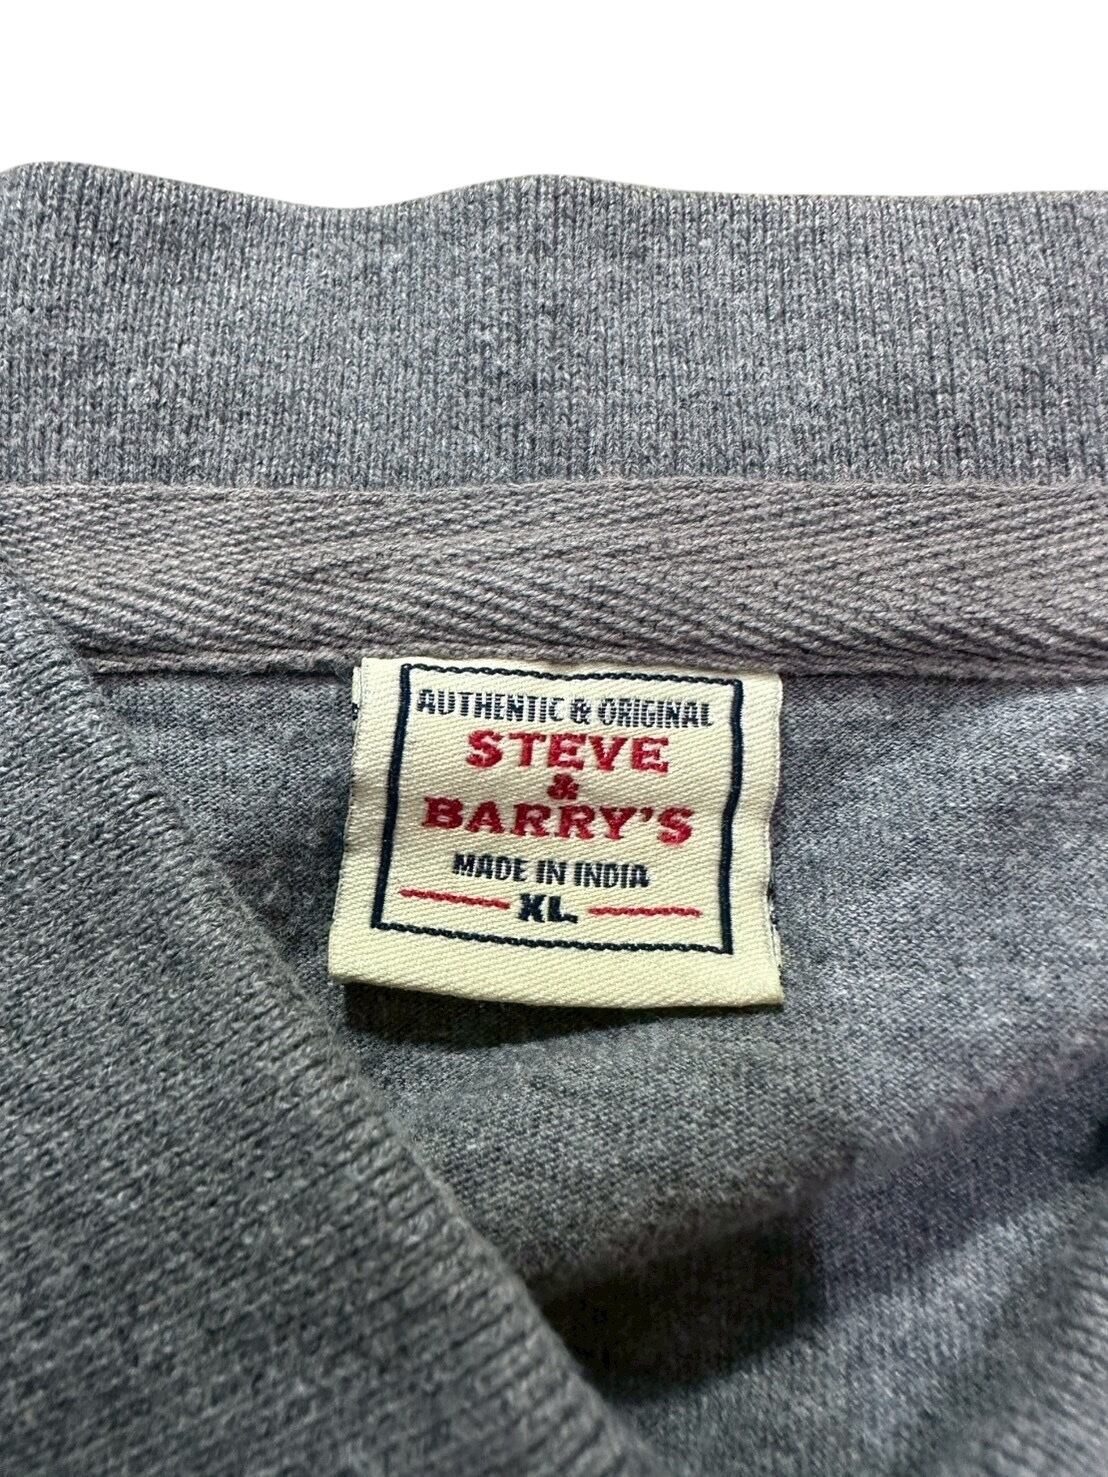 AUTHENTIC & ORIGINAL
STEVE
&
BARRY'S
MADE IN INDIA
XL